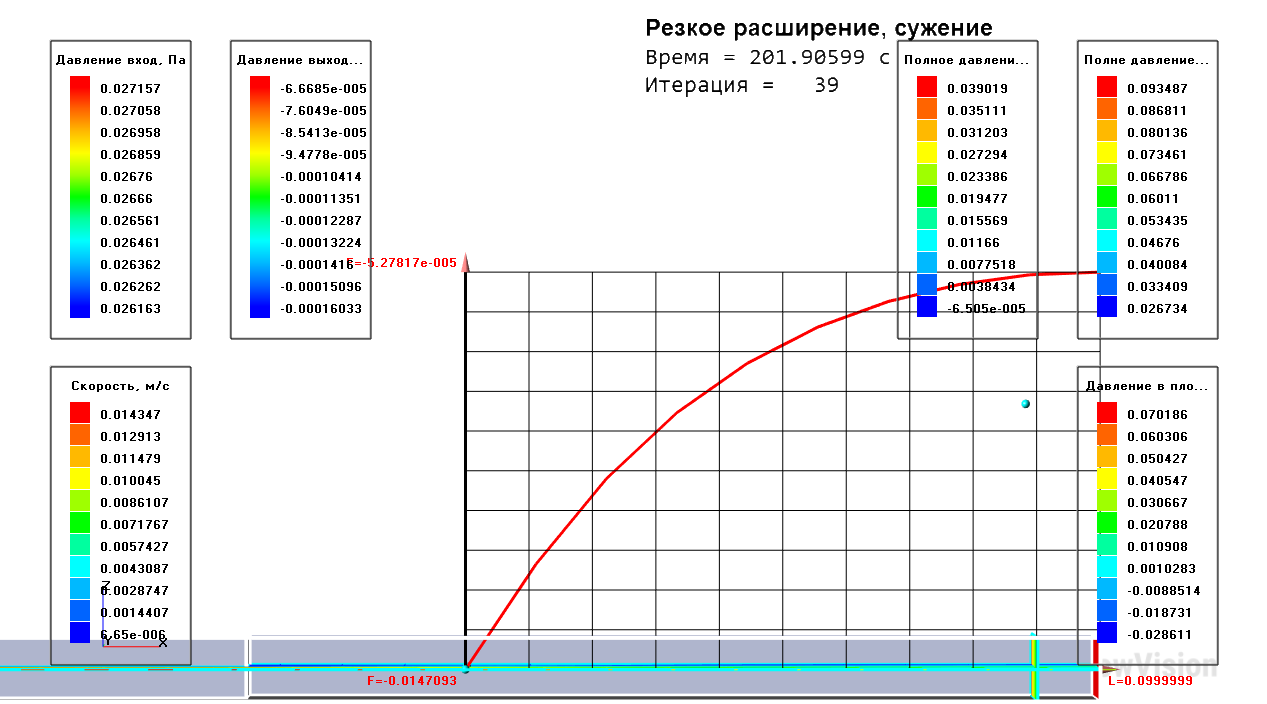 Резкое расширение, сужение
Время = 201.90599 с
Итерация = 39
Давление вход, Па
0.027157
0.027058
0.026958
0.026859
0.02676
0.02666
0.026561
0.026461
0.026362
0.026262
0.026163
Давление выход...
-6.6685e-005
-7.6049e-005
-8.5413e-005
-9.4778e-005
-0.00010414
-0.00011351
-0.00012287
-0.00013224
-0.0001416
-0.00015096
-0.00016033
Полное давлени...
0.039019
0.035111
0.031203
0.027294
0.023386
0.019477
0.015569
0.01166
0.0077518
0.0038434
-6.505e-005
Полне давление...
0.093487
0.086811
0.080136
0.073461
0.066786
0.06011
0.053435
0.04676
0.040084
0.033409
0.026734
F=-5.27817e-005
Скорость, м/с
0.014347
0.012913
0.011479
0.010045
0.0086107
0.0071767
0.0057427
0.0043087
0.0028747
0.0014407
6.65e-006
Z
Y
X
Давление в пло...
0.070186
0.060306
0.050427
0.040547
0.030667
0.020788
0.010908
0.0010283
-0.0088514
-0.018731
-0.028611
F=-0.0147093
L=0.0999999